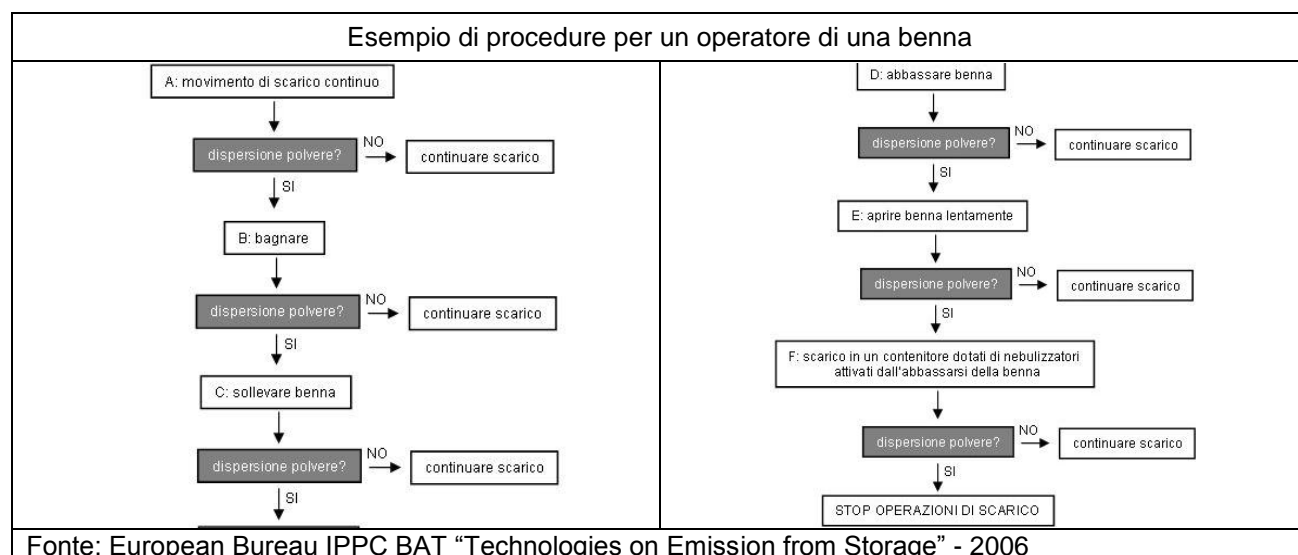 Esempio di procedure per un operatore di una benna
A: movimento di scarico continuo
dispersione polvere?
NO
continuare scarico
SI
B: bagnare
dispersione polvere?
NO
continuare scarico
SI
C: sollevare benna
dispersione polvere?
NO
continuare scarico
SI
D: abbassare benna
dispersione polvere?
NO
continuare scarico
SI
E: aprire benna lentamente
dispersione polvere?
NO
continuare scarico
SI
F: scarico in un contenitore dotati di nebulizzatori
attivati dall'abbassarsi della benna
dispersione polvere?
NO
continuare scarico
SI
STOP OPERAZIONI DI SCARICO
Fonte: European Bureau IPPC BAT “Technologies on Emission from Storage” - 2006